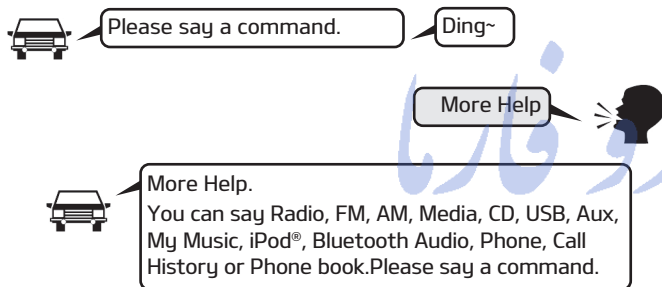 Please say a command.
Ding~
More Help
More Help.
You can say Radio, FM, AM, Media, CD, USB, Aux,
My Music, iPod®, Bluetooth Audio, Phone, Call
History or Phone book.Please say a command.